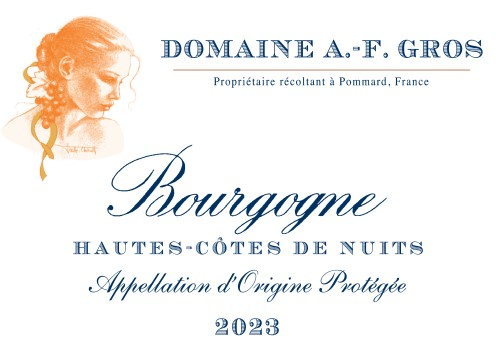 DOMAINE A.-F. GROS
Propriétaire récoltant à Pommard, France
Bourgogne
HAUTES-CÔTES DE NUITS
Appellation d'Origine Protégée
2023